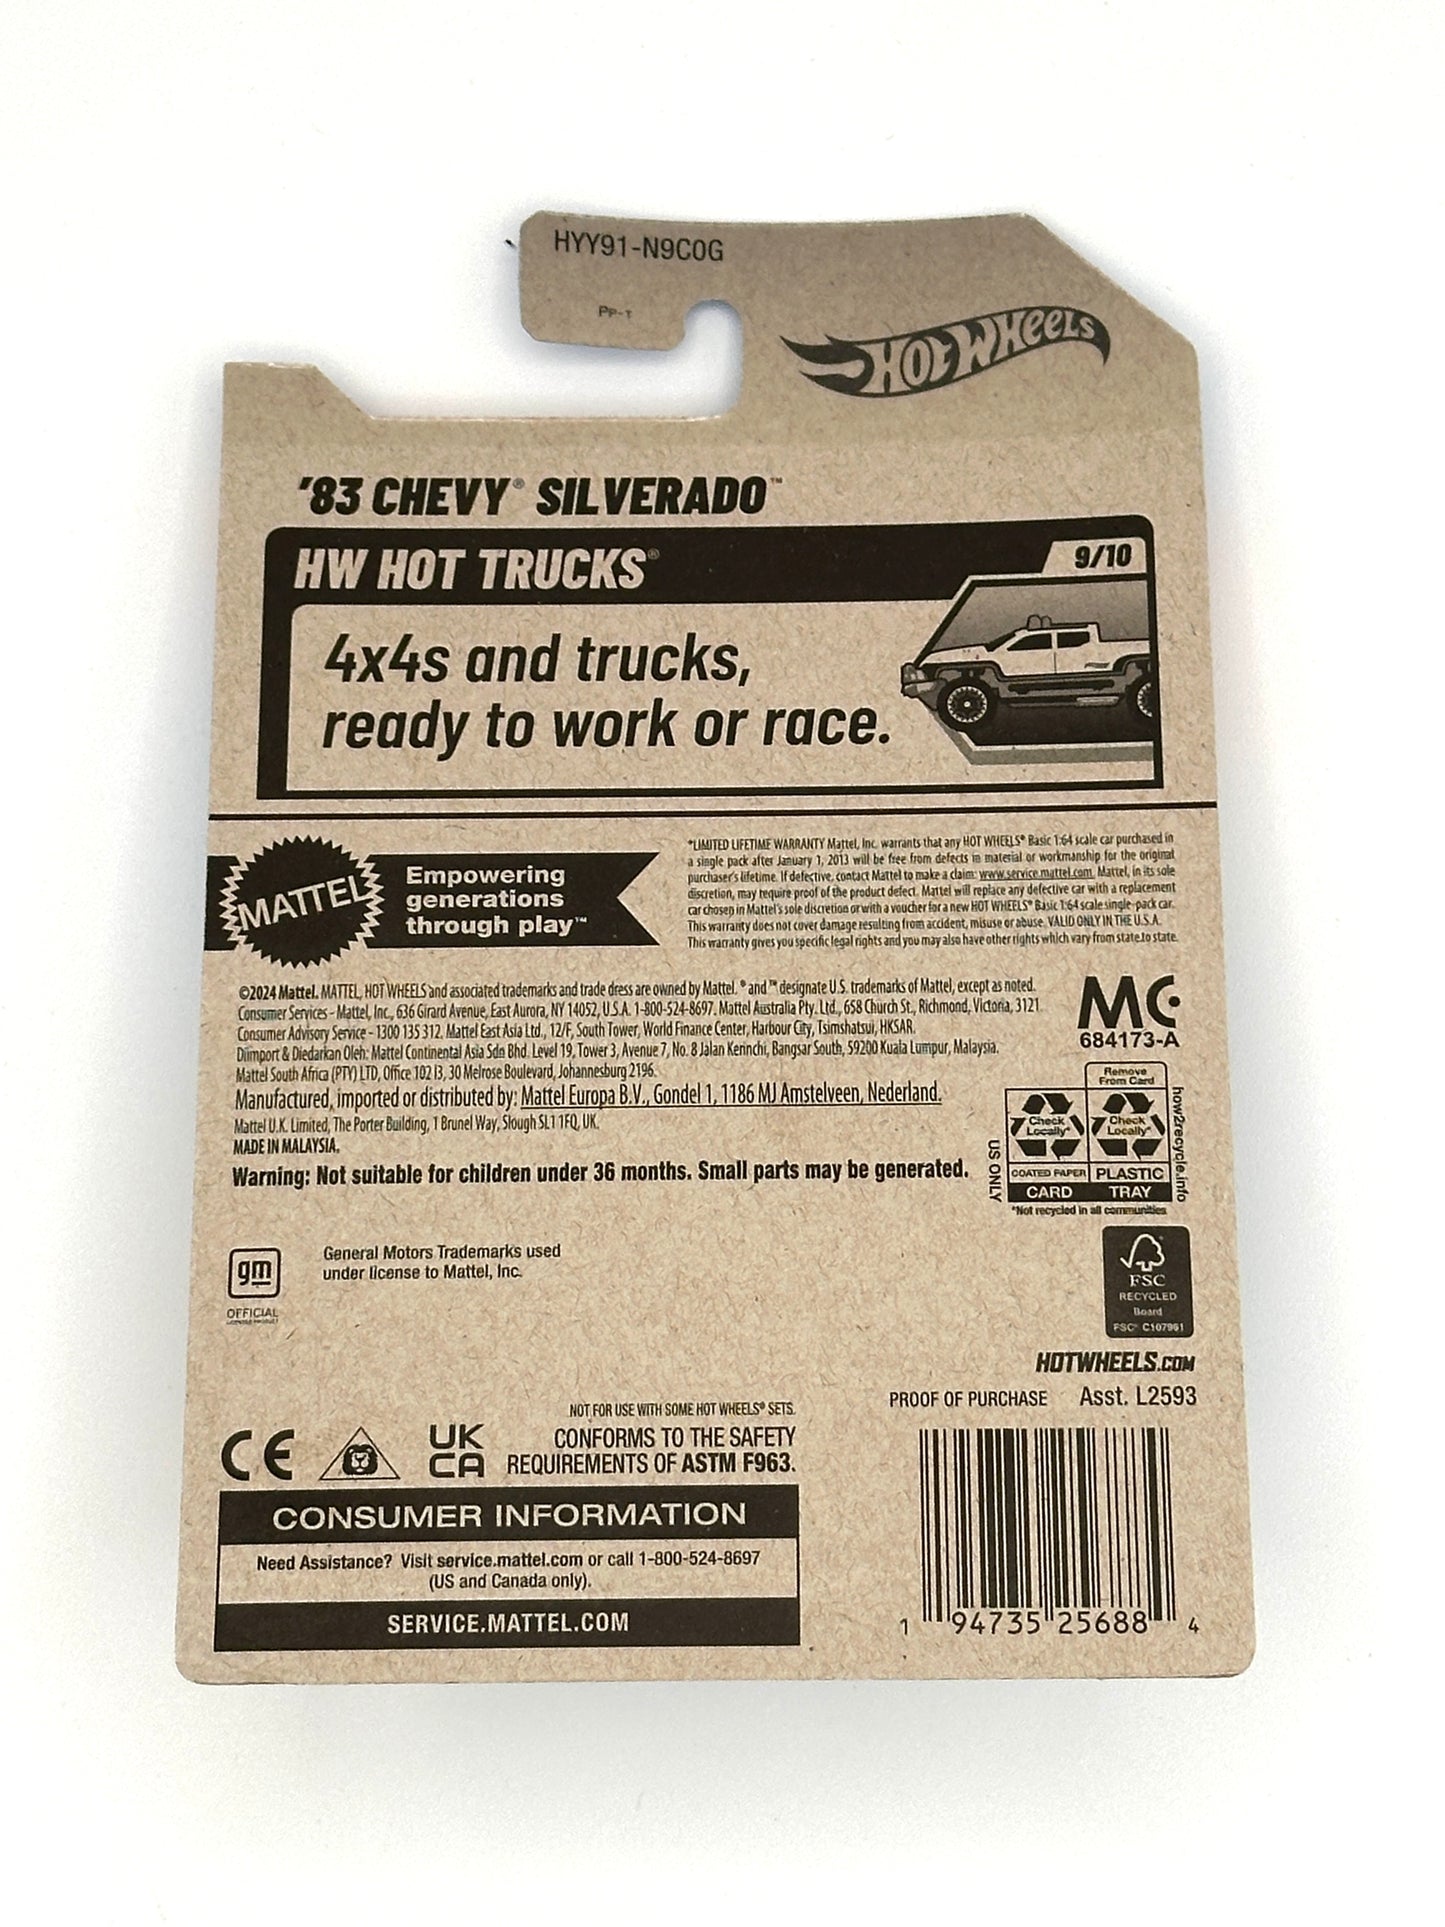 HYY91-N9C0G
PP-T
HOT WHEELS
'83 CHEVY® SILVERADO™
HW HOT TRUCKS®
9/10
4x4s and trucks,
ready to work or race.
MATTEL
Empowering
generations
through play™
*LIMITED LIFETIME WARRANTY Mattel, Inc. warrants that any HOT WHEELS® Basic 1:64 scale car purchased in
a single pack after January 1, 2013 will be free from defects in material or workmanship for the original
purchaser's lifetime. If defective, contact Mattel to make a claim: www.service.mattel.com. Mattel, in its sole
discretion, may require proof of the product defect. Mattel will replace any defective car with a replacement
car chosen in Mattel's sole discretion or with a voucher for a new HOT WHEELS® Basic 1:64 scale single-pack car.
This warranty does not cover damage resulting from accident, misuse or abuse. VALID ONLY IN THE U.S.A.
This warranty gives you specific legal rights and you may also have other rights which vary from state to state.
©2024 Mattel. MATTEL, HOT WHEELS and associated trademarks and trade dress are owned by Mattel. ® and ™ designate U.S. trademarks of Mattel, except as noted.
Consumer Services - Mattel, Inc., 636 Girard Avenue, East Aurora, NY 14052, U.S.A. 1-800-524-8697. Mattel Australia Pty. Ltd., 658 Church St., Richmond, Victoria, 3121.
Consumer Advisory Service - 1300 135 312. Mattel East Asia Ltd., 12/F, South Tower, World Finance Center, Harbour City, Tsimshatsui, HKSAR.
Diimport & Diedarkan Oleh: Mattel Continental Asia Sdn Bhd. Level 19, Tower 3, Avenue 7, No. 8 Jalan Kerinchi, Bangsar South, 59200 Kuala Lumpur, Malaysia.
Mattel South Africa (PTY) LTD, Office 102 I3, 30 Melrose Boulevard, Johannesburg 2196.
Manufactured, imported or distributed by: Mattel Europa B.V., Gondel 1, 1186 MJ Amstelveen, Nederland.
Mattel U.K. Limited, The Porter Building, 1 Brunel Way, Slough SL1 1FQ, UK.
MADE IN MALAYSIA.
Warning: Not suitable for children under 36 months. Small parts may be generated.
MC
684173-A
Remove
From Card
Check
Locally*
Check
Locally*
COATED PAPER
PLASTIC
CARD
TRAY
US ONLY
how2recycle.info
*Not recycled in all communities
gm
OFFICIAL
LICENSED PRODUCT
General Motors Trademarks used
under license to Mattel, Inc.
FSC
RECYCLED
Board
FSC® C107961
HOTWHEELS.COM
PROOF OF PURCHASE Asst. L2593
NOT FOR USE WITH SOME HOT WHEELS® SETS.
CE
UK
CA
CONFORMS TO THE SAFETY
REQUIREMENTS OF ASTM F963.
CONSUMER INFORMATION
Need Assistance? Visit service.mattel.com or call 1-800-524-8697
(US and Canada only).
SERVICE.MATTEL.COM
1 94735 25688 4